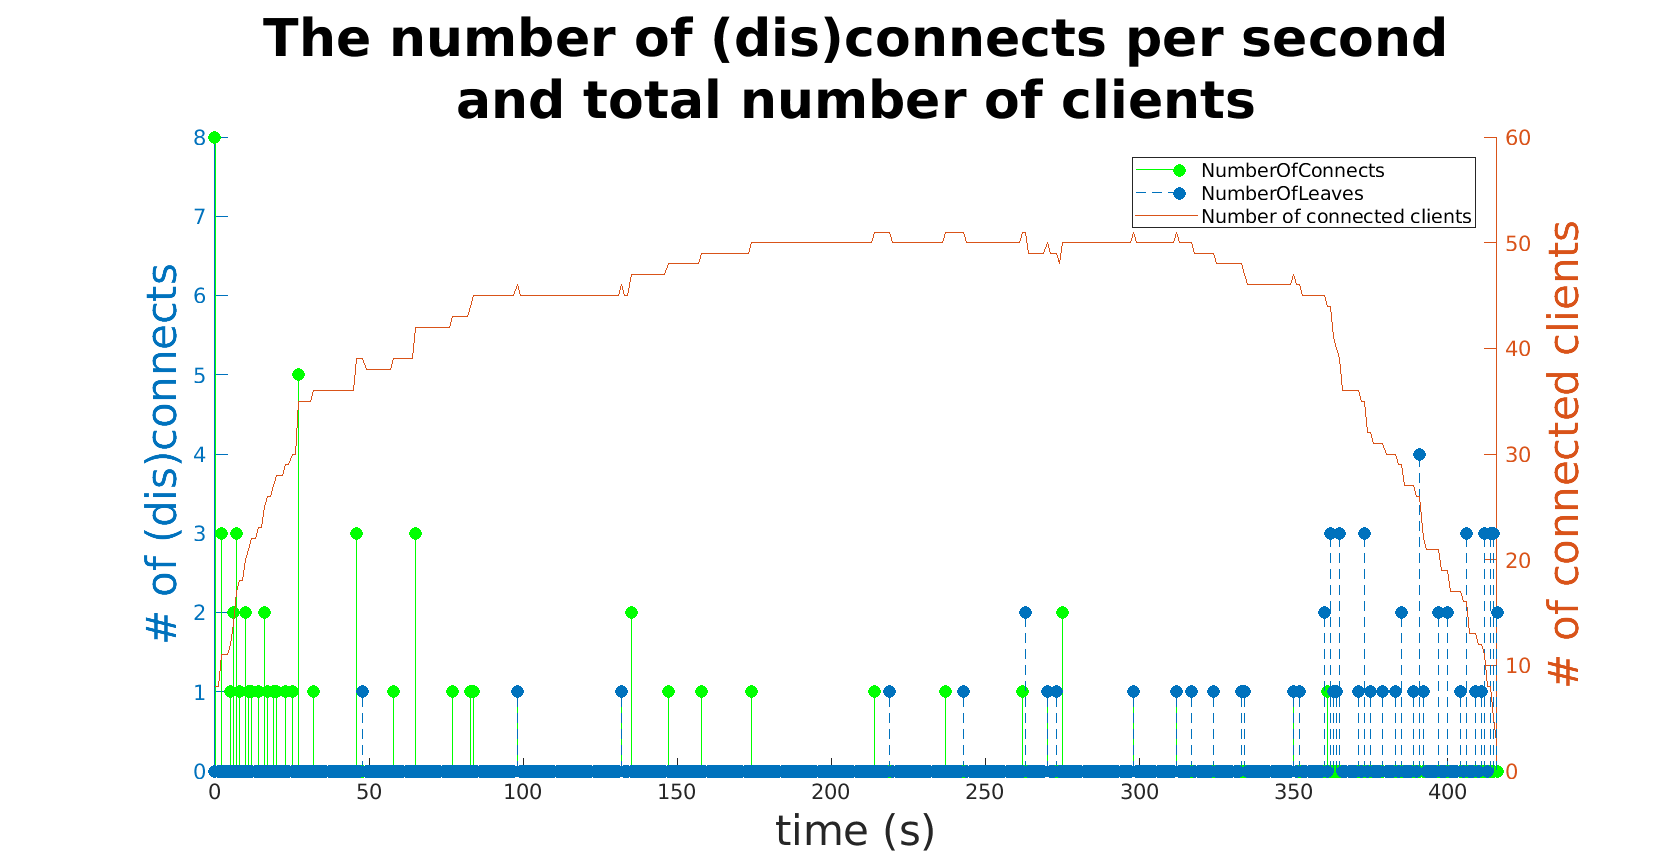 The number of (dis)connects per second
and total number of clients
# of (dis)connects
8
7
6
5
4
3
2
1
0
NumberOfConnects
NumberOfLeaves
Number of connected clients
60
50
40
30
20
10
0
# of connected clients
0 50 100 150 200 250 300 350 400
time (s)